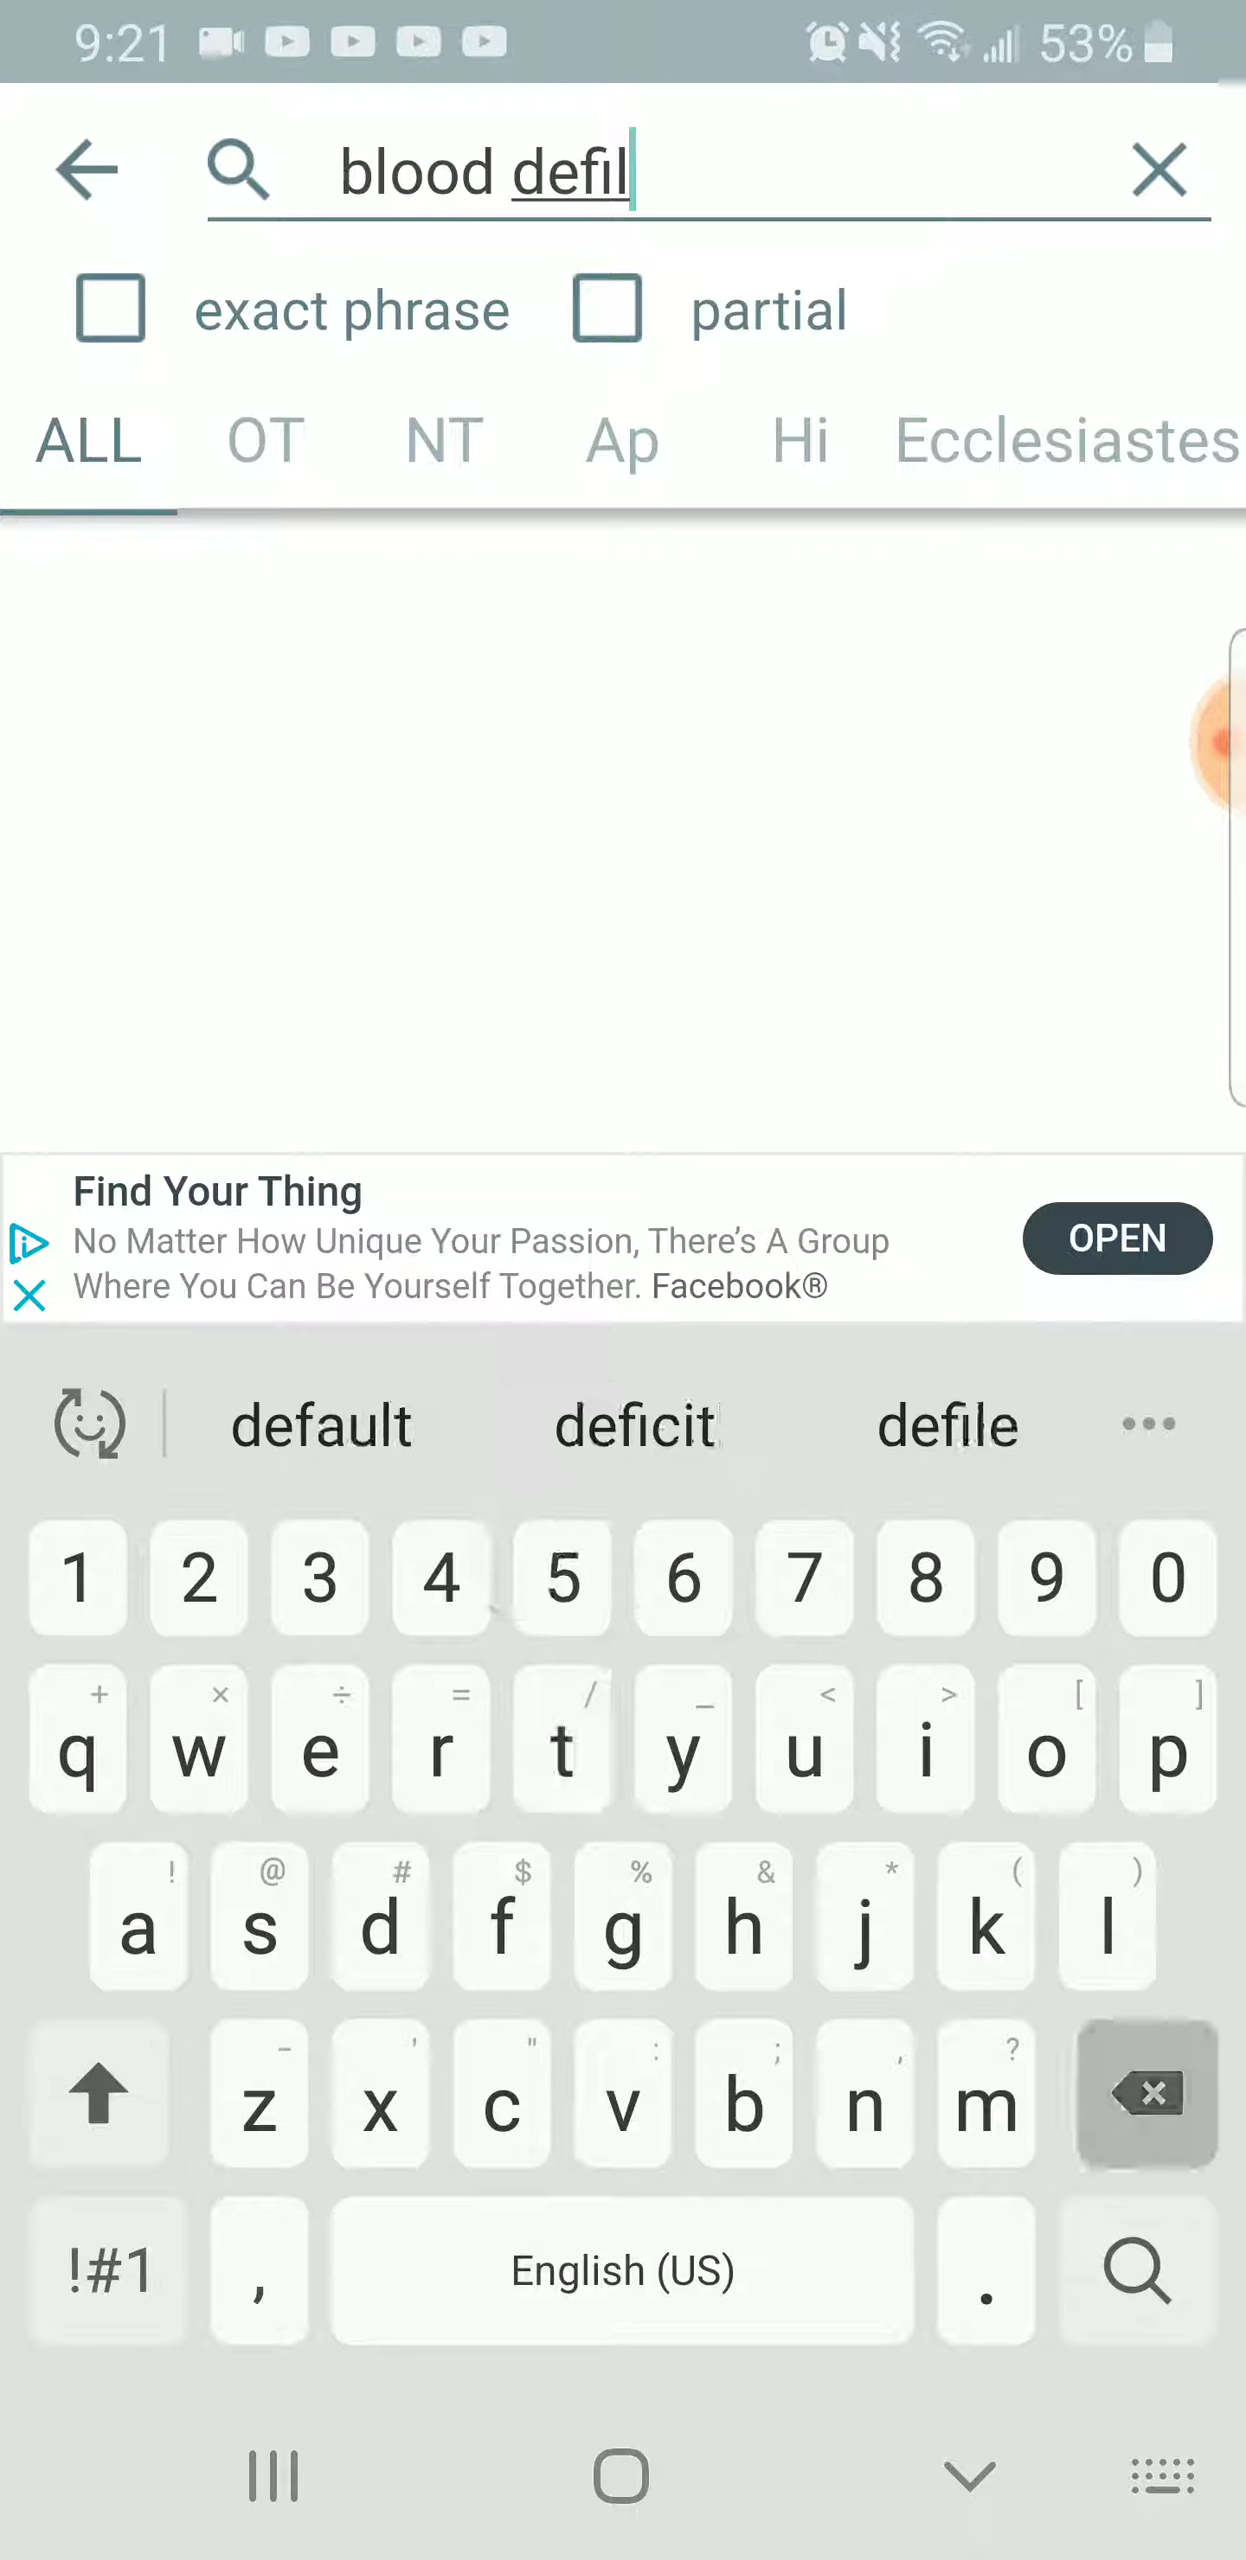 9:21 53%
blood defil
exact phrase partial
ALL OT NT Ap Hi Ecclesiastes
Find Your Thing
No Matter How Unique Your Passion, There's A Group
Where You Can Be Yourself Together. Facebook®
OPEN
default deficit defile
1 2 3 4 5 6 7 8 9 0
+ × ÷ = / _ < > [ ]
q w e r t y u i o p
! @ # $ % & * ( )
a s d f g h j k l
- ' " : ; , ?
z x c v b n m
!#1 , English (US) .